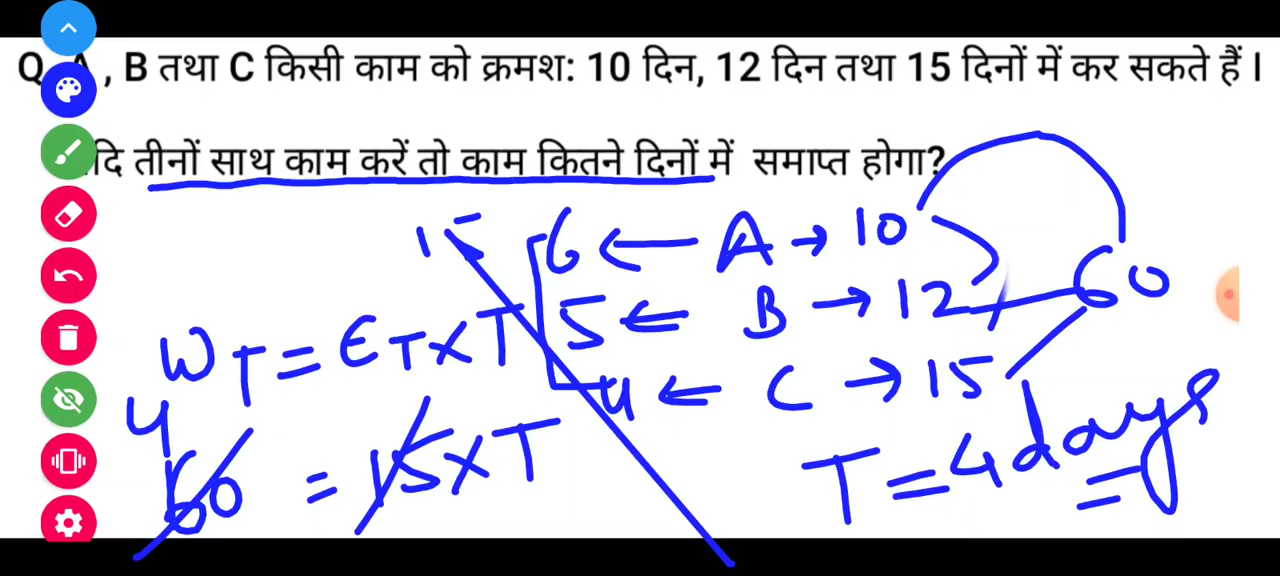 Q. A, B तथा C किसी काम को क्रमश: 10 दिन, 12 दिन तथा 15 दिनों में कर सकते हैं ।
दि तीनों साथ काम करें तो काम कितने दिनों में समाप्त होगा?
15 6 ← A → 10
5 ← B → 12 60
4 ← C → 15
WT = ET × T
4
60 = 15 × T
T = 4 days